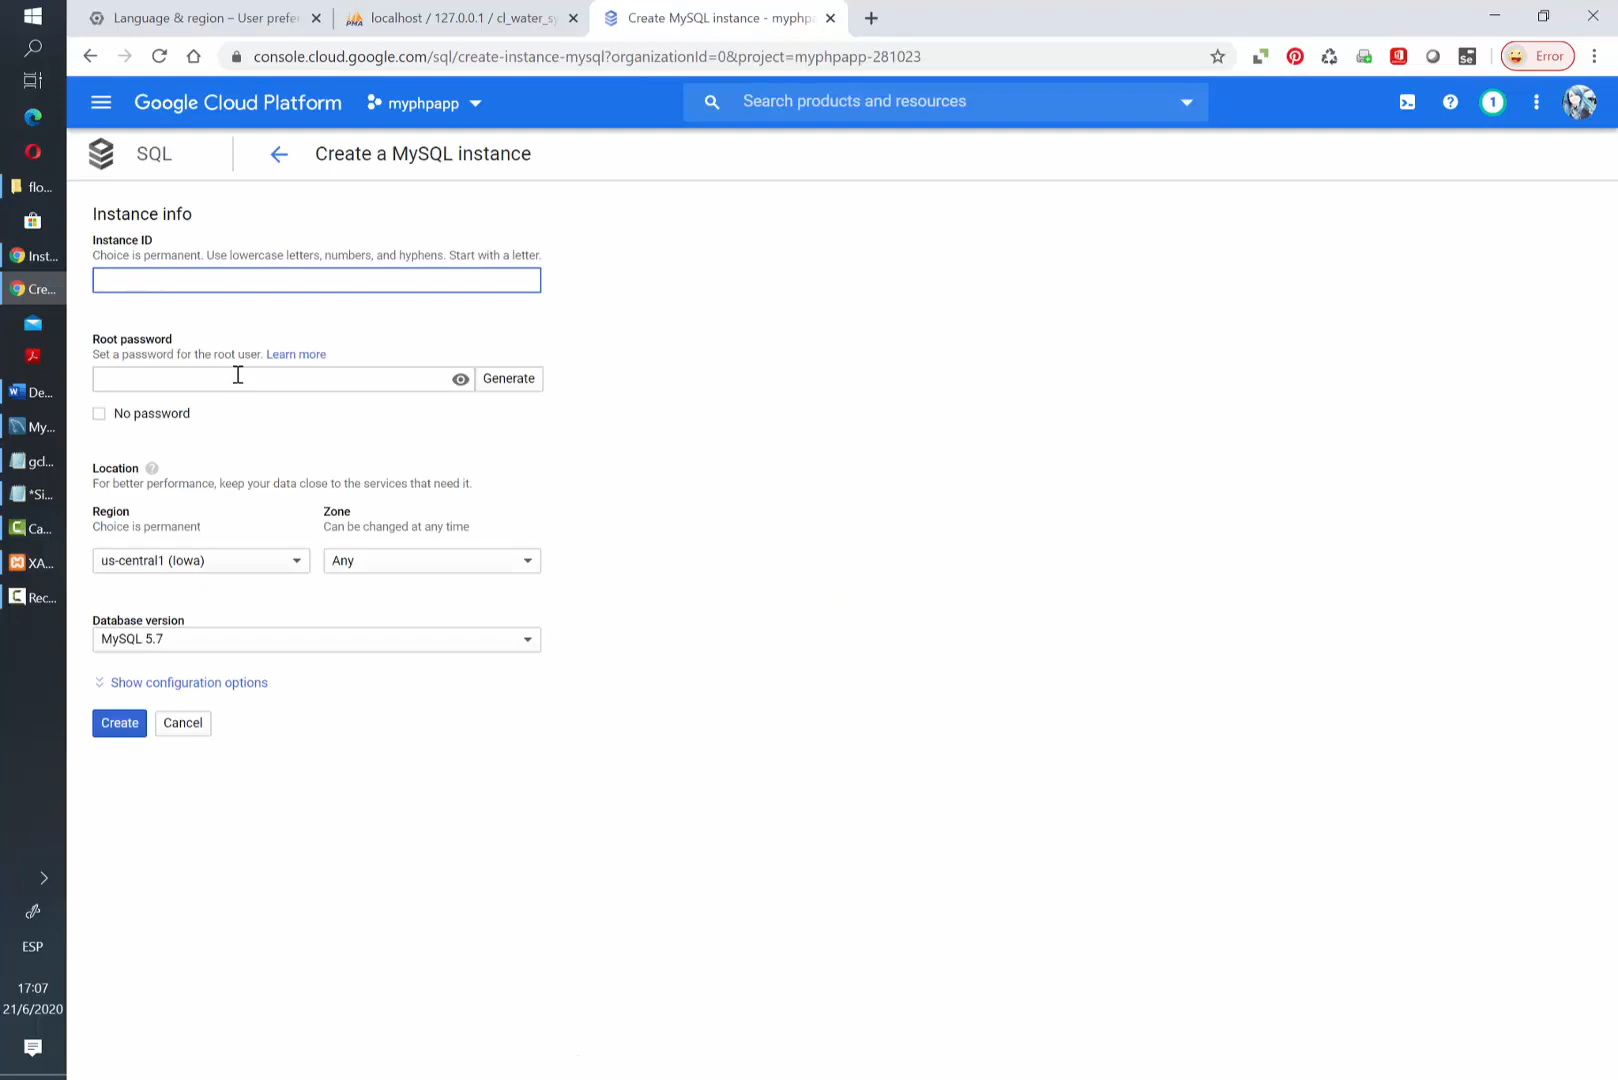 Language & region – User prefer
localhost / 127.0.0.1 / cl_water_sy
Create MySQL instance - myphpa
console.cloud.google.com/sql/create-instance-mysql?organizationId=0&project=myphpapp-281023
Se
Error
Google Cloud Platform
myphpapp
Search products and resources
1
SQL
Create a MySQL instance
Instance info
Instance ID
Choice is permanent. Use lowercase letters, numbers, and hyphens. Start with a letter.
Root password
Set a password for the root user. Learn more
Generate
No password
Location
For better performance, keep your data close to the services that need it.
Region
Zone
Choice is permanent
Can be changed at any time
us-central1 (Iowa)
Any
Database version
MySQL 5.7
Show configuration options
Create
Cancel
flo...
Inst...
Cre...
De...
My...
gcl...
*Si...
Ca...
XA...
Rec...
ESP
17:07
21/6/2020